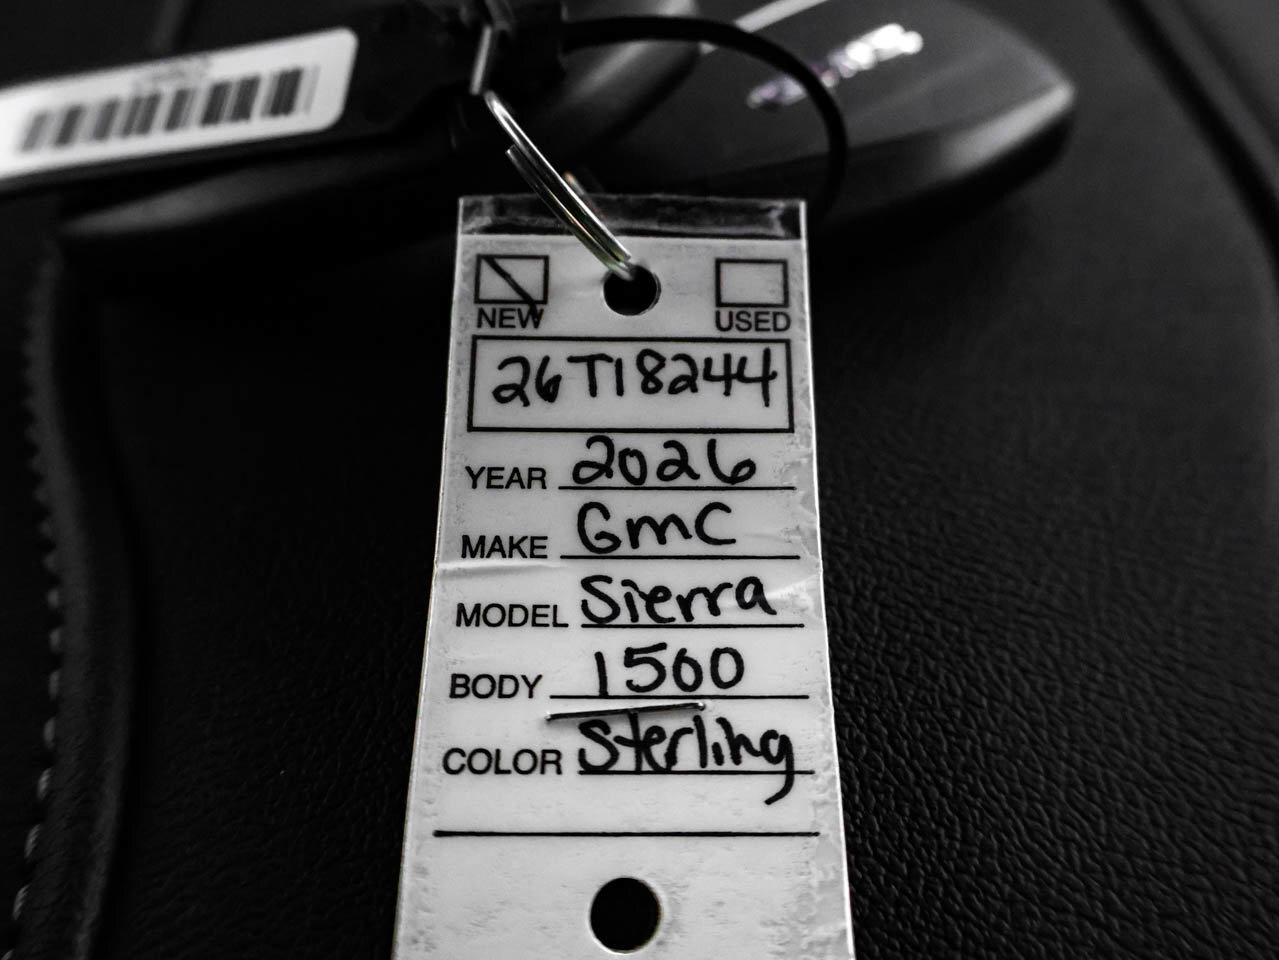 NEW USED
26T18244
YEAR 2026
MAKE GMC
MODEL Sierra
BODY 1500
COLOR Sterling